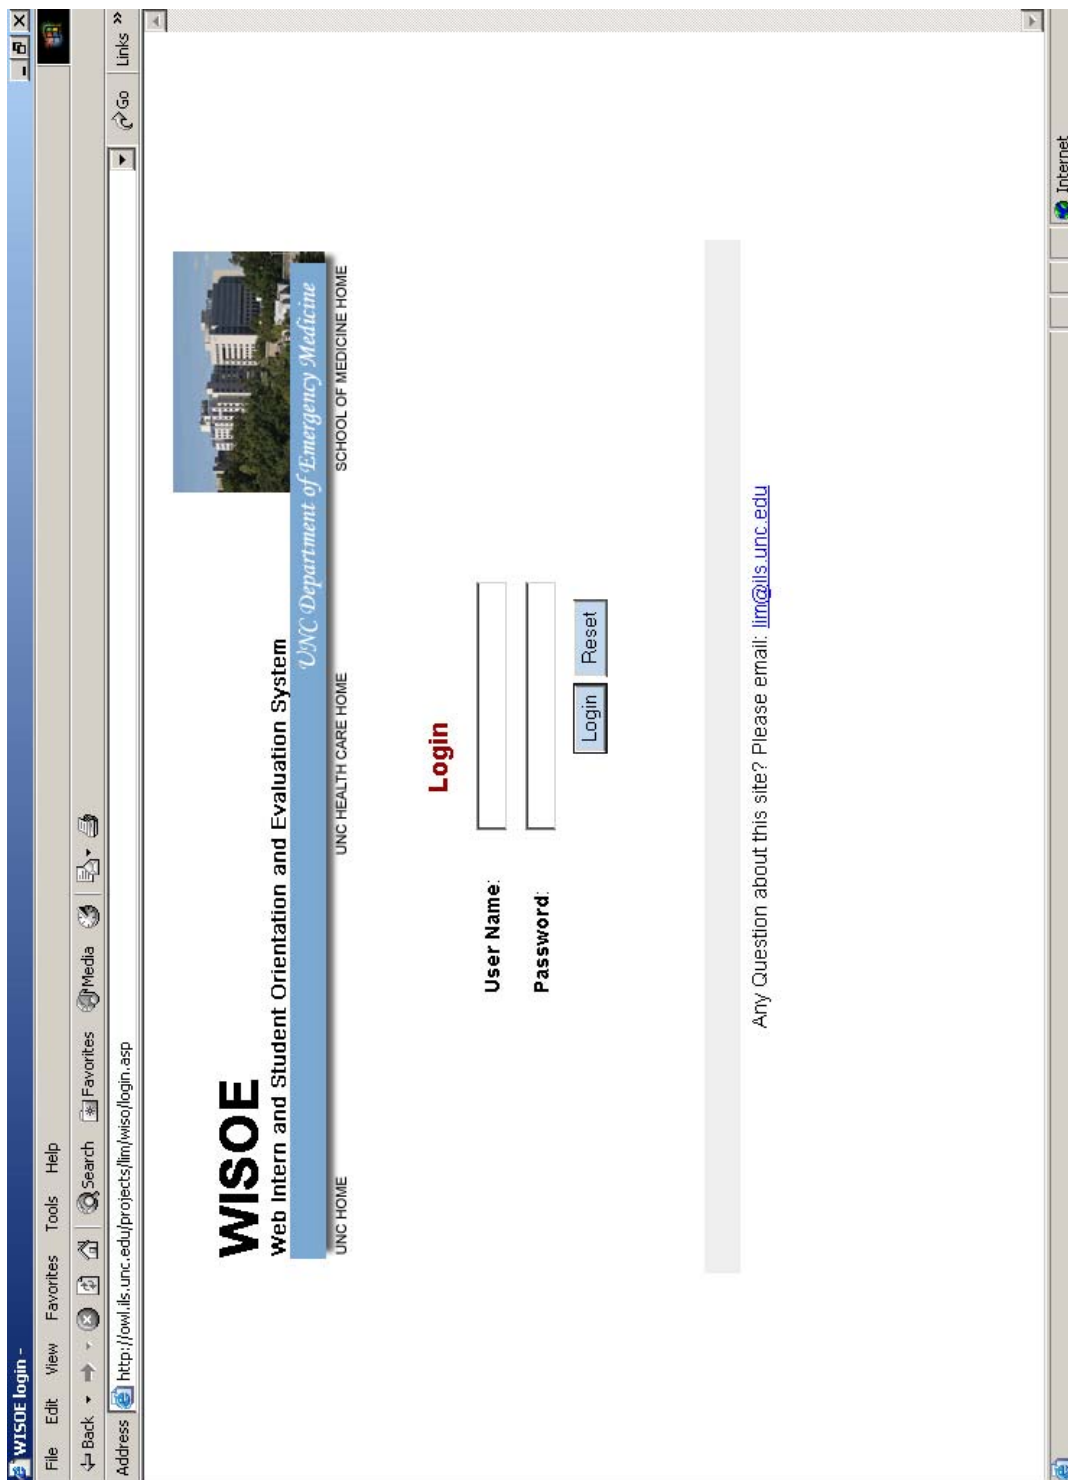 WISOE login -
File Edit View Favorites Tools Help
Back Search Favorites Media
Address http://owl.ils.unc.edu/projects/lim/wiso/login.asp Go Links »
WISOE
Web Intern and Student Orientation and Evaluation System
UNC Department of Emergency Medicine
UNC HOME UNC HEALTH CARE HOME SCHOOL OF MEDICINE HOME
Login
User Name:
Password:
Login Reset
Any Question about this site? Please email: lim@ils.unc.edu
Internet